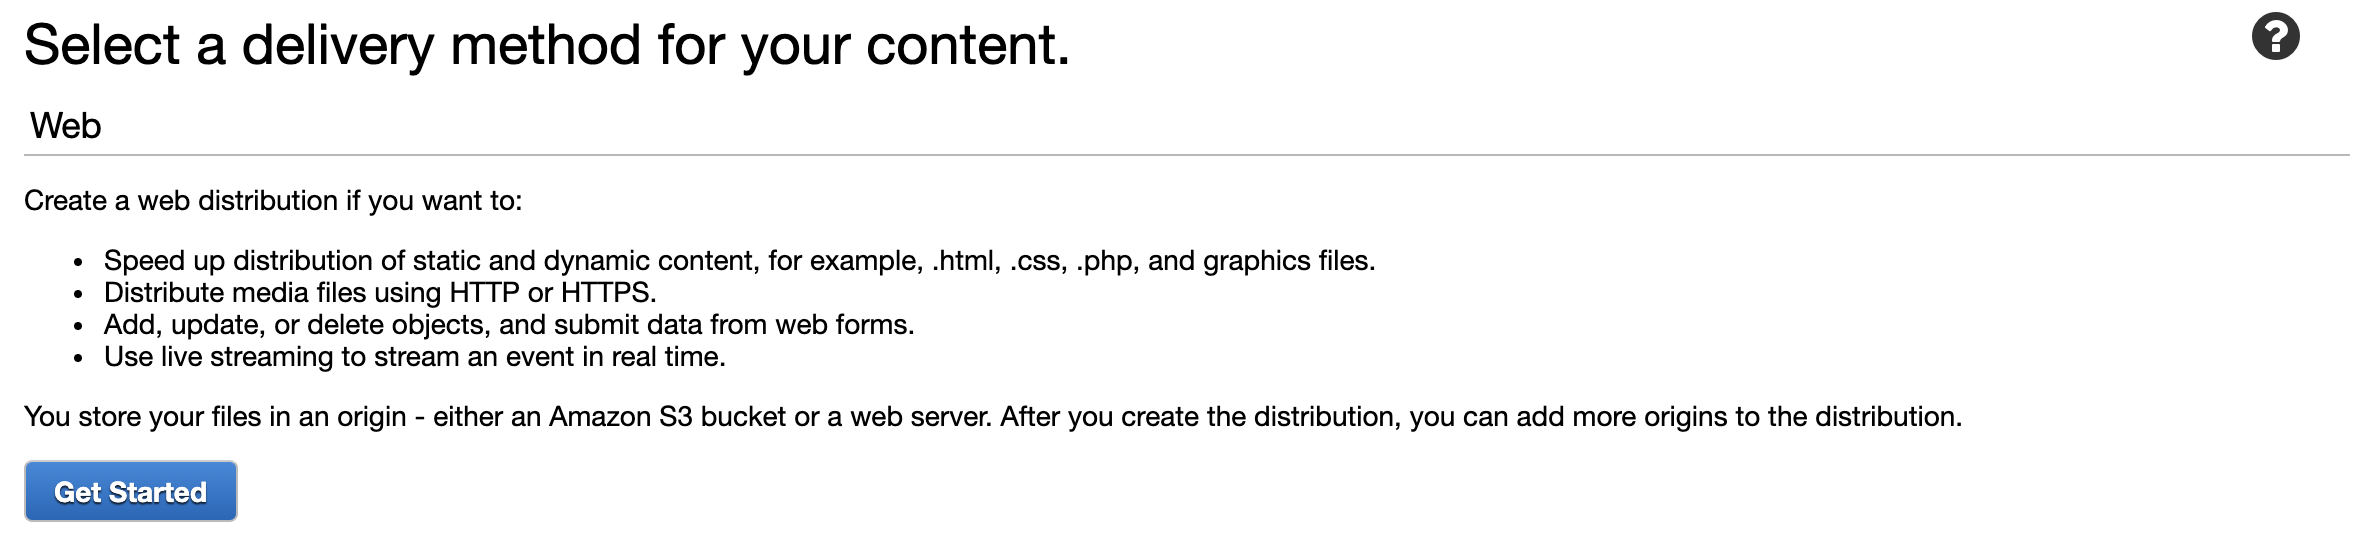 Select a delivery method for your content.
?
Web
Create a web distribution if you want to:
• Speed up distribution of static and dynamic content, for example, .html, .css, .php, and graphics files.
• Distribute media files using HTTP or HTTPS.
• Add, update, or delete objects, and submit data from web forms.
• Use live streaming to stream an event in real time.
You store your files in an origin - either an Amazon S3 bucket or a web server. After you create the distribution, you can add more origins to the distribution.
Get Started